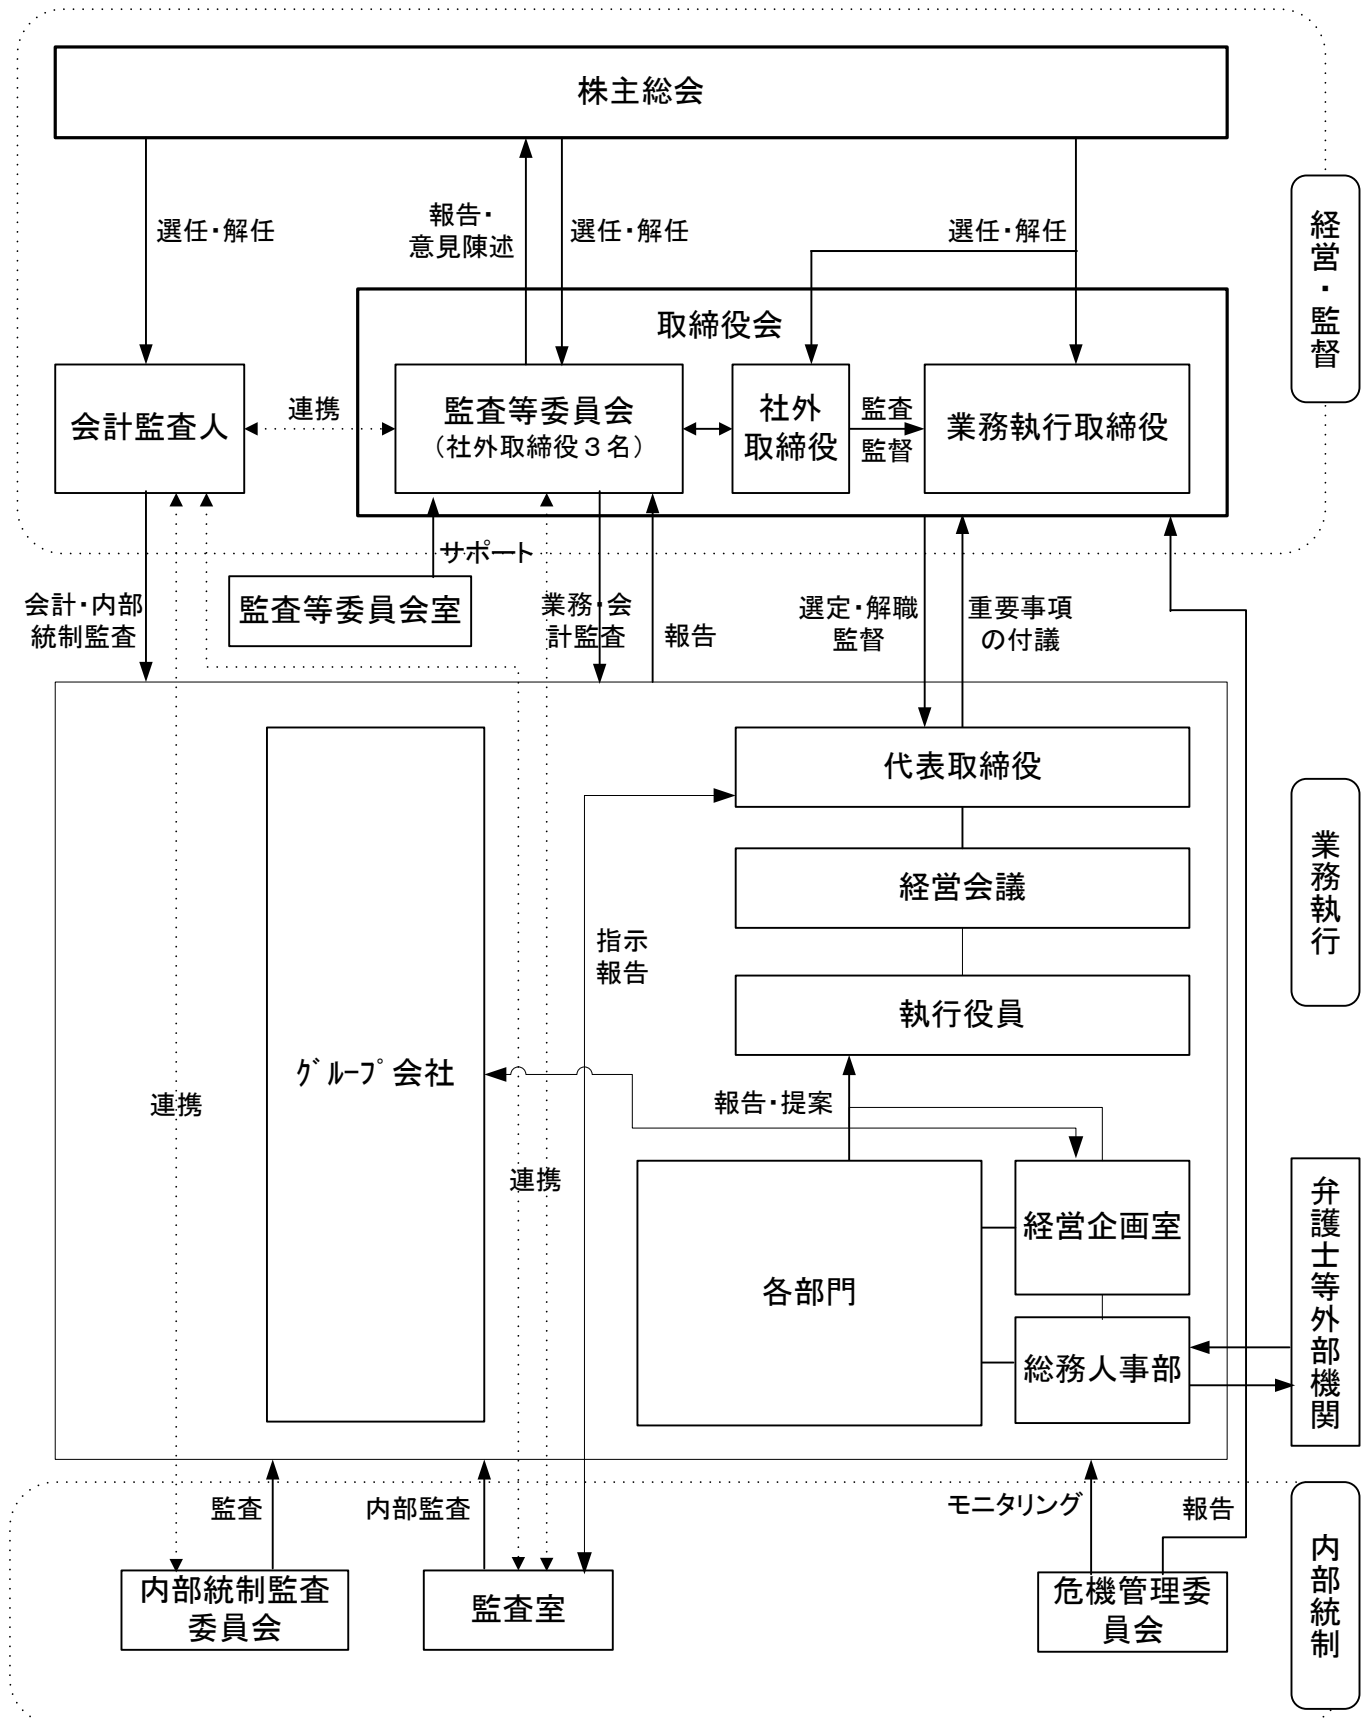 株主総会
選任・解任
報告・
意見陳述
選任・解任
選任・解任
経営・監督
取締役会
会計監査人
連携
監査等委員会
（社外取締役３名）
社外
取締役
監査
監督
業務執行取締役
サポート
監査等委員会室
会計・内部
統制監査
業務・会
計監査
報告
選定・解職
監督
重要事項
の付議
代表取締役
経営会議
業務執行
指示
報告
執行役員
ｸﾞﾙｰﾌﾟ会社
連携
報告・提案
連携
経営企画室
各部門
総務人事部
弁護士等外部機関
監査
内部監査
モニタリング
報告
内部統制監査
委員会
監査室
危機管理委
員会
内部統制